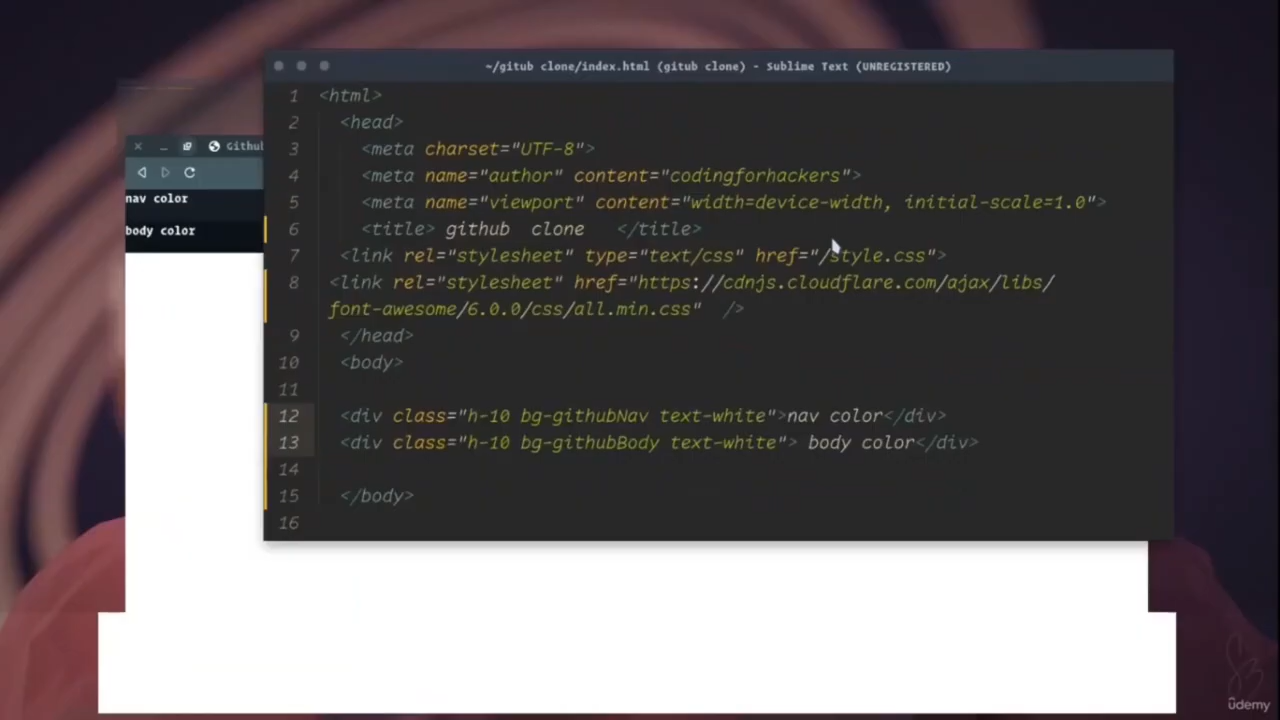 ~/gitub clone/index.html (gitub clone) - Sublime Text (UNREGISTERED)
Github
nav color
body color
1 <html>
2 <head>
3 <meta charset="UTF-8">
4 <meta name="author" content="codingforhackers">
5 <meta name="viewport" content="width=device-width, initial-scale=1.0">
6 <title> github  clone   </title>
7 <link rel="stylesheet" type="text/css" href="/style.css">
8 <link rel="stylesheet" href="https://cdnjs.cloudflare.com/ajax/libs/
font-awesome/6.0.0/css/all.min.css"  />
9 </head>
10 <body>
11
12 <div class="h-10 bg-githubNav text-white">nav color</div>
13 <div class="h-10 bg-githubBody text-white"> body color</div>
14
15 </body>
16
udemy